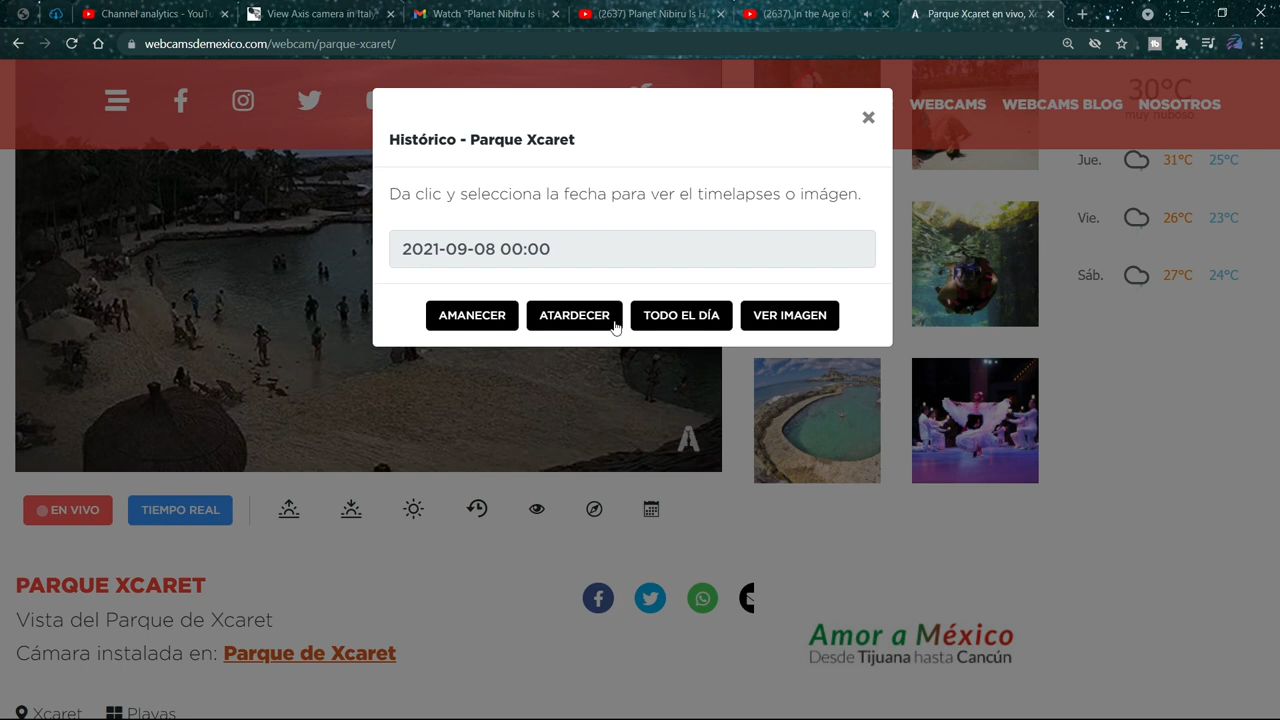 Channel analytics - YouT
View Axis camera in Italy
Watch "Planet Nibiru Is
(2637) Planet Nibiru Is H
(2637) In the Age of
Parque Xcaret en vivo, Xc
webcamsdemexico.com/webcam/parque-xcaret/
WEBCAMS
WEBCAMS BLOG
NOSOTROS
30°C
muy nuboso
Jue. 31°C 25°C
Vie. 26°C 23°C
Sáb. 27°C 24°C
Histórico - Parque Xcaret
Da clic y selecciona la fecha para ver el timelapses o imágen.
2021-09-08 00:00
AMANECER
ATARDECER
TODO EL DÍA
VER IMAGEN
EN VIVO
TIEMPO REAL
PARQUE XCARET
Vista del Parque de Xcaret
Cámara instalada en: Parque de Xcaret
Xcaret
Playas
Amor a México
Desde Tijuana hasta Cancún